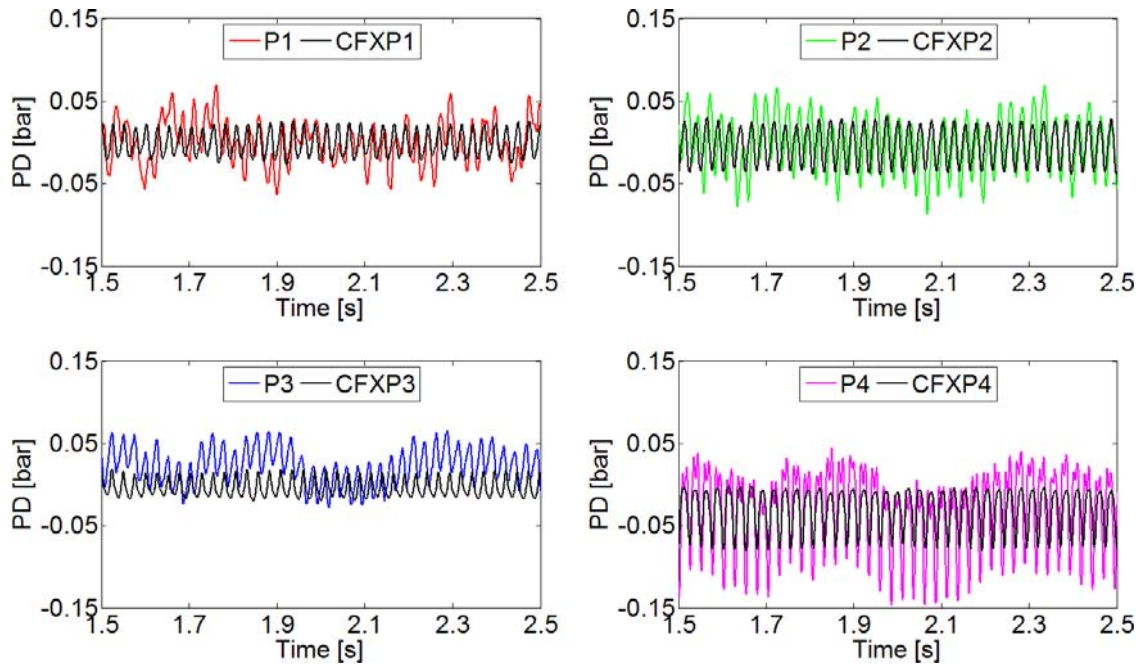 0.15
P1 CFXP1
0.05
PD [bar]
-0.05
-0.15
1.5 1.7 1.9 2.1 2.3 2.5
Time [s]
0.15
P2 CFXP2
0.05
PD [bar]
-0.05
-0.15
1.5 1.7 1.9 2.1 2.3 2.5
Time [s]
0.15
P3 CFXP3
0.05
PD [bar]
-0.05
-0.15
1.5 1.7 1.9 2.1 2.3 2.5
Time [s]
0.15
P4 CFXP4
0.05
PD [bar]
-0.05
-0.15
1.5 1.7 1.9 2.1 2.3 2.5
Time [s]